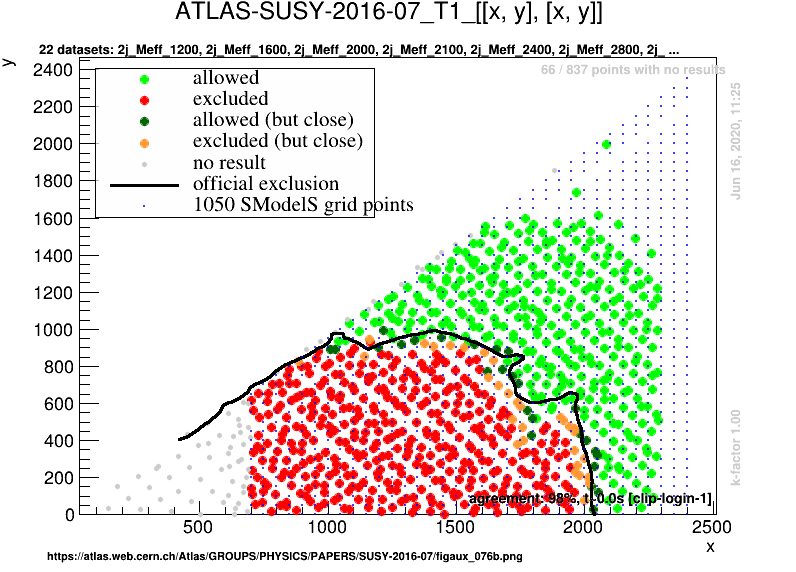 ATLAS-SUSY-2016-07_T1_[[x, y], [x, y]]
22 datasets: 2j_Meff_1200, 2j_Meff_1600, 2j_Meff_2000, 2j_Meff_2100, 2j_Meff_2400, 2j_Meff_2800, 2j_ ...
y
66 / 837 points with no results
allowed
excluded
allowed (but close)
excluded (but close)
no result
official exclusion
1050 SModelS grid points
2400
2200
2000
1800
1600
1400
1200
1000
800
600
400
200
0
Jun 16, 2020, 11:25
k-factor 1.00
agreement: 98%, t~0.0s [clip-login-1]
500 1000 1500 2000 2500
x
https://atlas.web.cern.ch/Atlas/GROUPS/PHYSICS/PAPERS/SUSY-2016-07/figaux_076b.png